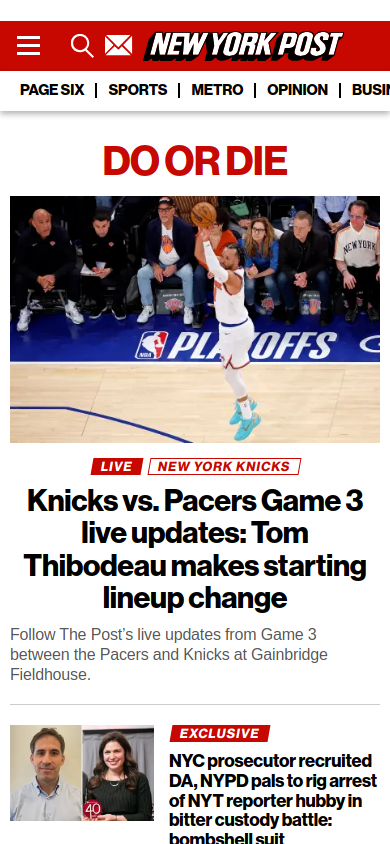 NEW YORK POST
PAGE SIX | SPORTS | METRO | OPINION | BUSIN
DO OR DIE
NEW YORK
NBA PLAYOFFS
LIVE NEW YORK KNICKS
Knicks vs. Pacers Game 3
live updates: Tom
Thibodeau makes starting
lineup change
Follow The Post’s live updates from Game 3
between the Pacers and Knicks at Gainbridge
Fieldhouse.
EXCLUSIVE
40
NYC prosecutor recruited
DA, NYPD pals to rig arrest
of NYT reporter hubby in
bitter custody battle:
bombshell suit